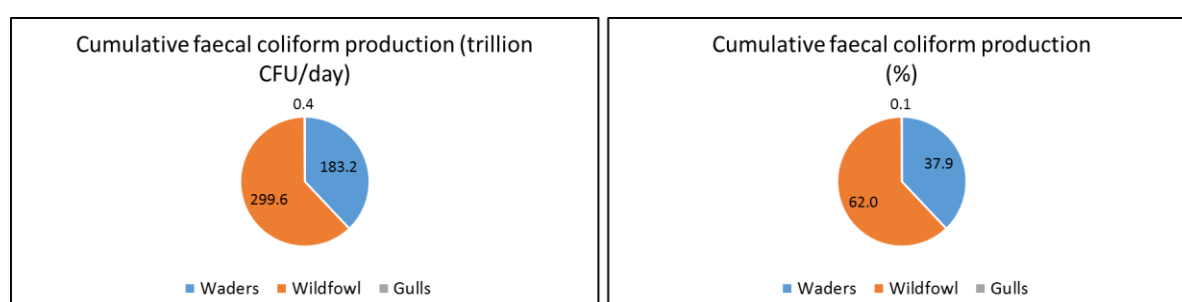 Cumulative faecal coliform production (trillion
CFU/day)
0.4
183.2
299.6
Waders Wildfowl Gulls
Cumulative faecal coliform production
(%)
0.1
37.9
62.0
Waders Wildfowl Gulls